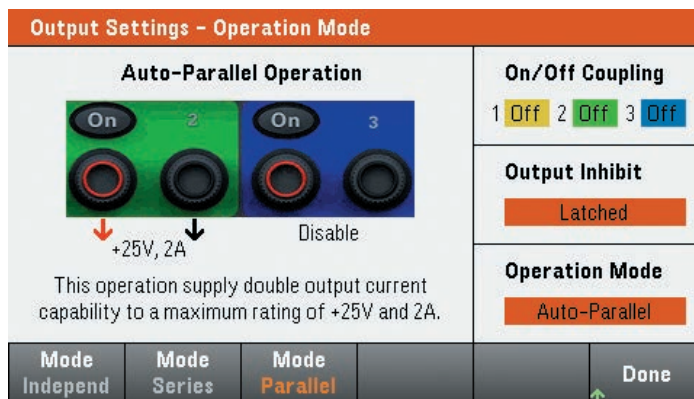 Output Settings - Operation Mode
Auto-Parallel Operation
On 2 On 3
+25V, 2A
Disable
This operation supply double output current
capability to a maximum rating of +25V and 2A.
On/Off Coupling
1 Off 2 Off 3 Off
Output Inhibit
Latched
Operation Mode
Auto-Parallel
Mode Independ
Mode Series
Mode Parallel
Done